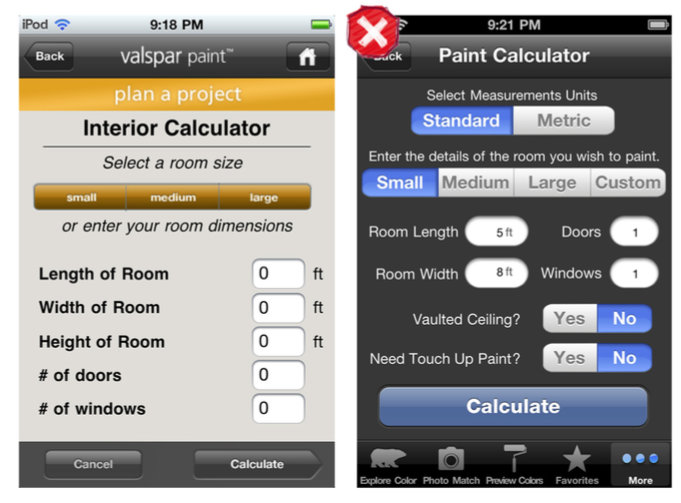 iPod 9:18 PM
Back valspar paint™
plan a project
Interior Calculator
Select a room size
small medium large
or enter your room dimensions
Length of Room 0 ft
Width of Room 0 ft
Height of Room 0 ft
# of doors 0
# of windows 0
Cancel Calculate
9:21 PM
Paint Calculator
Select Measurements Units
Standard Metric
Enter the details of the room you wish to paint.
Small Medium Large Custom
Room Length 5 ft Doors 1
Room Width 8 ft Windows 1
Vaulted Ceiling? Yes No
Need Touch Up Paint? Yes No
Calculate
Explore Color Photo Match Preview Colors Favorites More